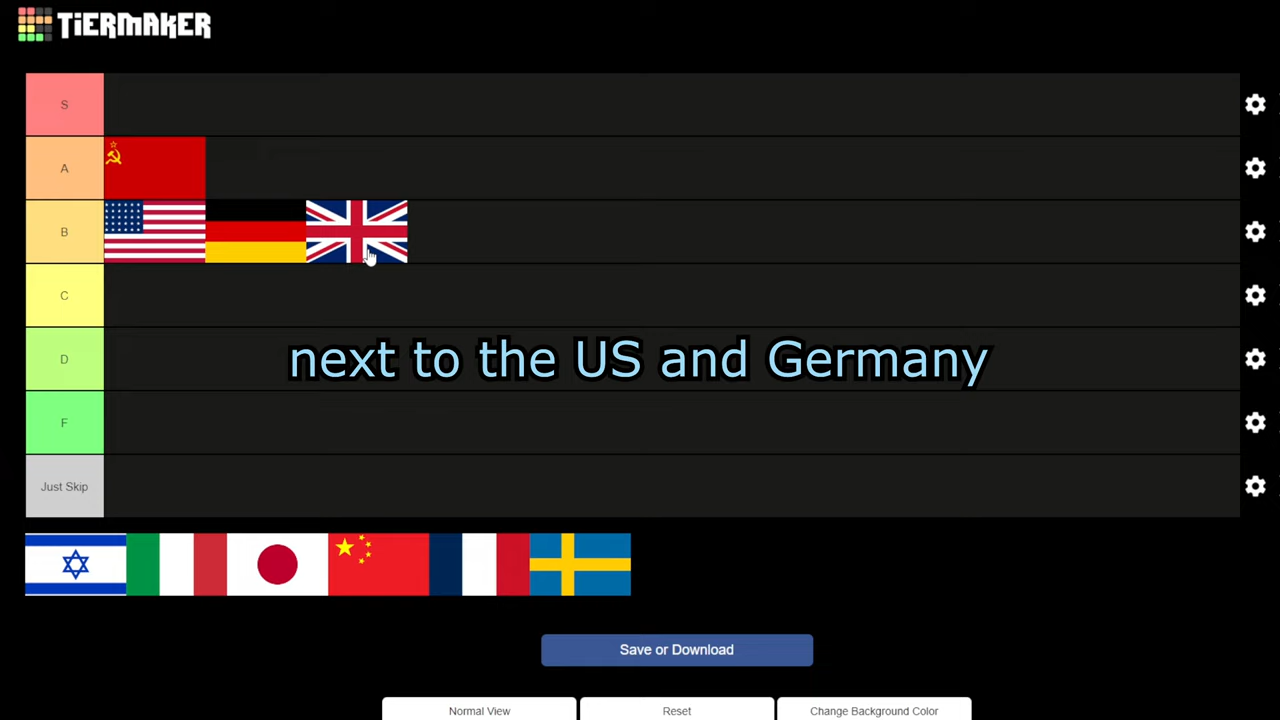 TIERMAKER
S
A
B
C
next to the US and Germany
D
F
Just Skip
Save or Download
Normal View
Reset
Change Background Color